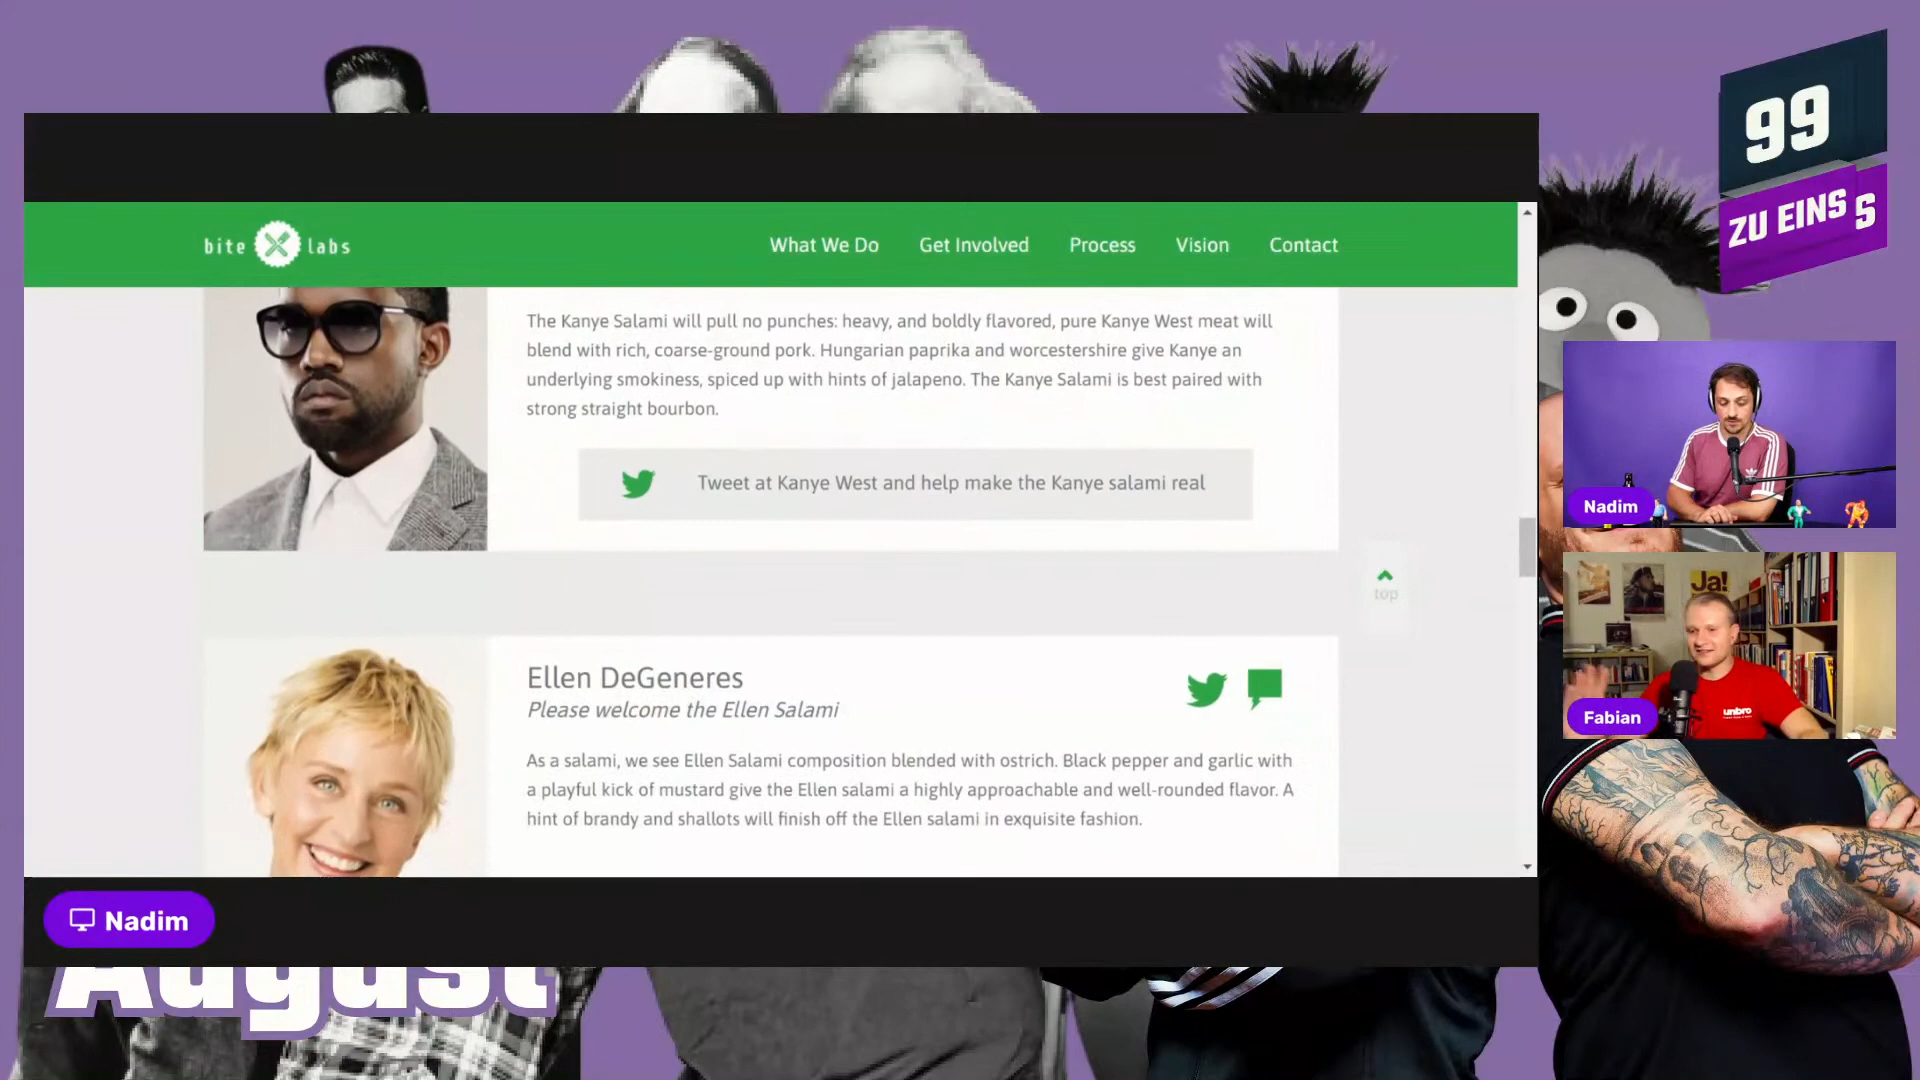 99
ZU EINS
S
bite labs
What We Do
Get Involved
Process
Vision
Contact
The Kanye Salami will pull no punches: heavy, and boldly flavored, pure Kanye West meat will
blend with rich, coarse-ground pork. Hungarian paprika and worcestershire give Kanye an
underlying smokiness, spiced up with hints of jalapeno. The Kanye Salami is best paired with
strong straight bourbon.
Tweet at Kanye West and help make the Kanye salami real
top
Ellen DeGeneres
Please welcome the Ellen Salami
As a salami, we see Ellen Salami composition blended with ostrich. Black pepper and garlic with
a playful kick of mustard give the Ellen salami a highly approachable and well-rounded flavor. A
hint of brandy and shallots will finish off the Ellen salami in exquisite fashion.
Nadim
Ja!
unbro
Fabian
Nadim
August